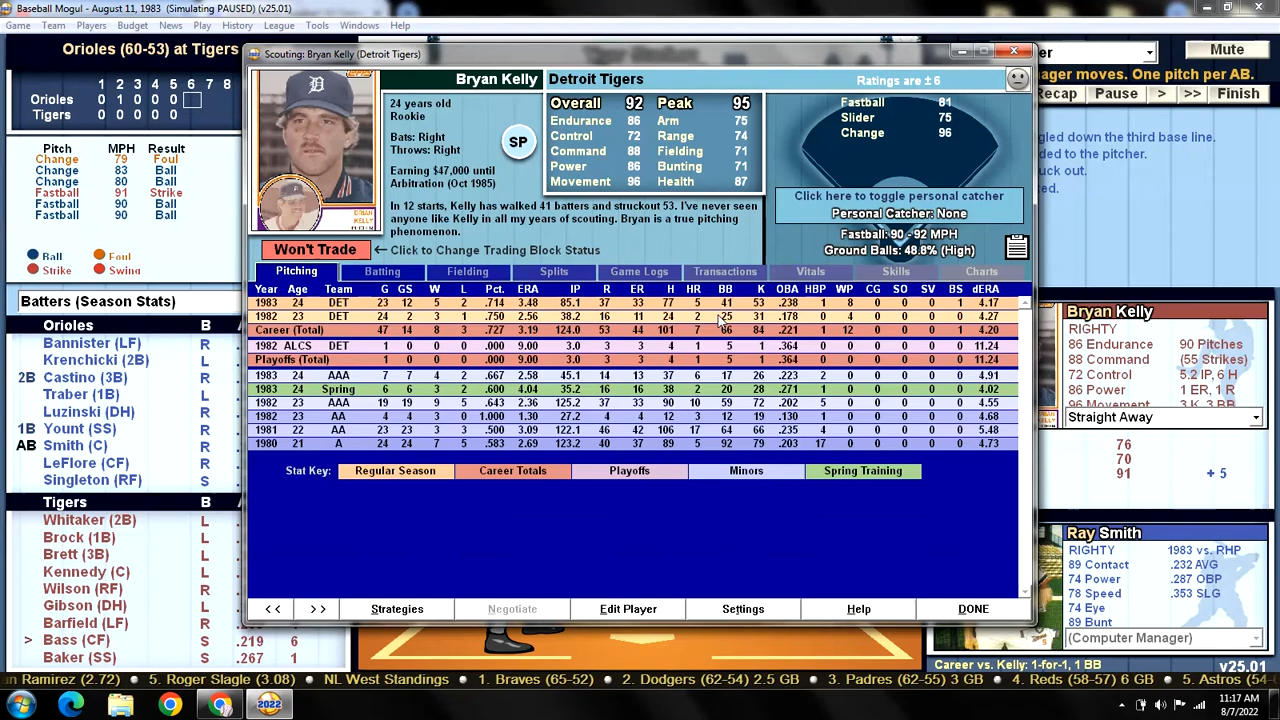 Baseball Mogul - August 11, 1983 (Simulating PAUSED) (v25.01)
Game Team Players Budget News Play History League Tools Windows Help
Orioles (60-53) at Tigers
1 2 3 4 5 6 7 8
Orioles 0 1 0 0 0
Tigers 0 0 0 0 0
Pitch MPH Result
Change 79 Foul
Change 83 Ball
Change 80 Ball
Fastball 91 Strike
Fastball 90 Ball
Fastball 90 Ball
Ball Foul
Strike Swing
Batters (Season Stats)
Orioles B
Bannister (LF) R
Krenchicki (2B) L
2B Castino (3B) R
Traber (1B) L
Luzinski (DH) R
1B Yount (SS) R
AB Smith (C) R
LeFlore (CF) R
Singleton (RF) S
Tigers B
Whitaker (2B) L
Brock (1B) L
Brett (3B) L
Kennedy (C) L
Wilson (RF) R
Gibson (DH) L
Barfield (LF) R
> Bass (CF) S .219 6
Baker (SS) S .267 1
Scouting: Bryan Kelly (Detroit Tigers)
Bryan Kelly
24 years old
Rookie
Bats: Right
Throws: Right
SP
Earning $47,000 until
Arbitration (Oct 1985)
Detroit Tigers
Ratings are ± 6
Overall 92 Peak 95
Endurance 86 Arm 75
Control 72 Range 74
Command 88 Fielding 71
Power 86 Bunting 71
Movement 96 Health 87
Fastball 81
Slider 75
Change 96
In 12 starts, Kelly has walked 41 batters and struckout 53. I've never seen
anyone like Kelly in all my years of scouting. Bryan is a true pitching
phenomenon.
Click here to toggle personal catcher
Personal Catcher: None
Fastball: 90 - 92 MPH
Ground Balls: 48.8% (High)
Won't Trade ← Click to Change Trading Block Status
Pitching Batting Fielding Splits Game Logs Transactions Vitals Skills Charts
Year Age Team G GS W L Pct. ERA IP R ER H HR BB K OBA HBP WP CG SO SV BS dERA
1983 24 DET 23 12 5 2 .714 3.48 85.1 37 33 77 5 41 53 .238 1 8 0 0 0 1 4.17
1982 23 DET 24 2 3 1 .750 2.56 38.2 16 11 24 2 25 31 .178 0 4 0 0 0 0 4.27
Career (Total) 47 14 8 3 .727 3.19 124.0 53 44 101 7 66 84 .221 1 12 0 0 0 1 4.20
1982 ALCS DET 1 0 0 0 .000 9.00 3.0 3 3 4 1 5 1 .364 0 0 0 0 0 0 11.24
Playoffs (Total) 1 0 0 0 .000 9.00 3.0 3 3 4 1 5 1 .364 0 0 0 0 0 0 11.24
1983 24 AAA 7 7 4 2 .667 2.58 45.1 14 13 37 6 17 26 .223 2 0 0 0 0 0 4.91
1983 24 Spring 6 6 3 2 .600 4.04 35.2 16 16 38 2 20 28 .271 1 0 0 0 0 0 4.02
1982 23 AAA 19 19 9 5 .643 2.36 125.2 37 33 90 10 59 72 .202 5 0 0 0 0 0 4.55
1982 23 AA 4 4 3 0 1.000 1.30 27.2 4 4 12 3 12 19 .130 1 0 0 0 0 0 4.68
1981 22 AA 23 23 3 3 .500 3.09 122.1 46 42 106 17 64 66 .235 4 0 0 0 0 0 5.48
1980 21 A 24 24 7 5 .583 2.69 123.2 40 37 89 5 92 79 .203 17 0 0 0 0 0 4.73
Stat Key: Regular Season Career Totals Playoffs Minors Spring Training
<< >> Strategies Negotiate Edit Player Settings Help DONE
Mute
nager moves. One pitch per AB.
Recap Pause > >> Finish
gled down the third base line.
ded to the pitcher.
uck out.
Bryan Kelly
RIGHTY
86 Endurance 90 Pitches
88 Command (55 Strikes)
72 Control 5.2 IP, 6 H
86 Power 1 ER, 1 R
96 Movement 3 K, 3 BB
Straight Away
76
70
91 + 5
Ray Smith
RIGHTY 1983 vs. RHP
89 Contact .232 AVG
74 Power .287 OBP
78 Speed .353 SLG
74 Eye
89 Bunt
(Computer Manager)
Career vs. Kelly: 1-for-1, 1 BB v25.01
an Ramirez (2.72) • 5. Roger Slagle (3.08) • NL West Standings • 1. Braves (65-52) • 2. Dodgers (62-54) 2.5 GB • 3. Padres (62-55) 3 GB • 4. Reds (58-57) 6 GB • 5. Astros (54-
2022
11:17 AM
8/7/2022